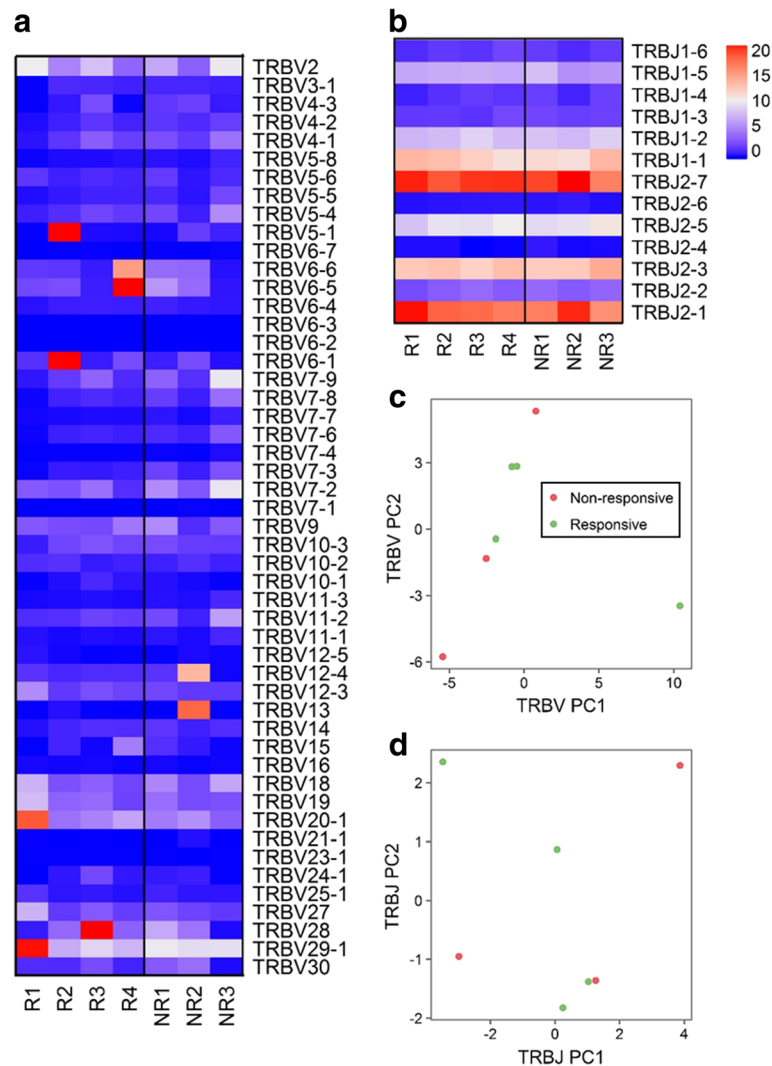 a
TRBV2
TRBV3-1
TRBV4-3
TRBV4-2
TRBV4-1
TRBV5-8
TRBV5-6
TRBV5-5
TRBV5-4
TRBV5-1
TRBV6-7
TRBV6-6
TRBV6-5
TRBV6-4
TRBV6-3
TRBV6-2
TRBV6-1
TRBV7-9
TRBV7-8
TRBV7-7
TRBV7-6
TRBV7-4
TRBV7-3
TRBV7-2
TRBV7-1
TRBV9
TRBV10-3
TRBV10-2
TRBV10-1
TRBV11-3
TRBV11-2
TRBV11-1
TRBV12-5
TRBV12-4
TRBV12-3
TRBV13
TRBV14
TRBV15
TRBV16
TRBV18
TRBV19
TRBV20-1
TRBV21-1
TRBV23-1
TRBV24-1
TRBV25-1
TRBV27
TRBV28
TRBV29-1
TRBV30
R1 R2 R3 R4 NR1 NR2 NR3
b
TRBJ1-6
TRBJ1-5
TRBJ1-4
TRBJ1-3
TRBJ1-2
TRBJ1-1
TRBJ2-7
TRBJ2-6
TRBJ2-5
TRBJ2-4
TRBJ2-3
TRBJ2-2
TRBJ2-1
R1 R2 R3 R4 NR1 NR2 NR3
20
15
10
5
0
c
TRBV PC2
3
0
-3
-6
Non-responsive
Responsive
-5 0 5 10
TRBV PC1
d
TRBJ PC2
2
1
0
-1
-2
-2 0 2 4
TRBJ PC1